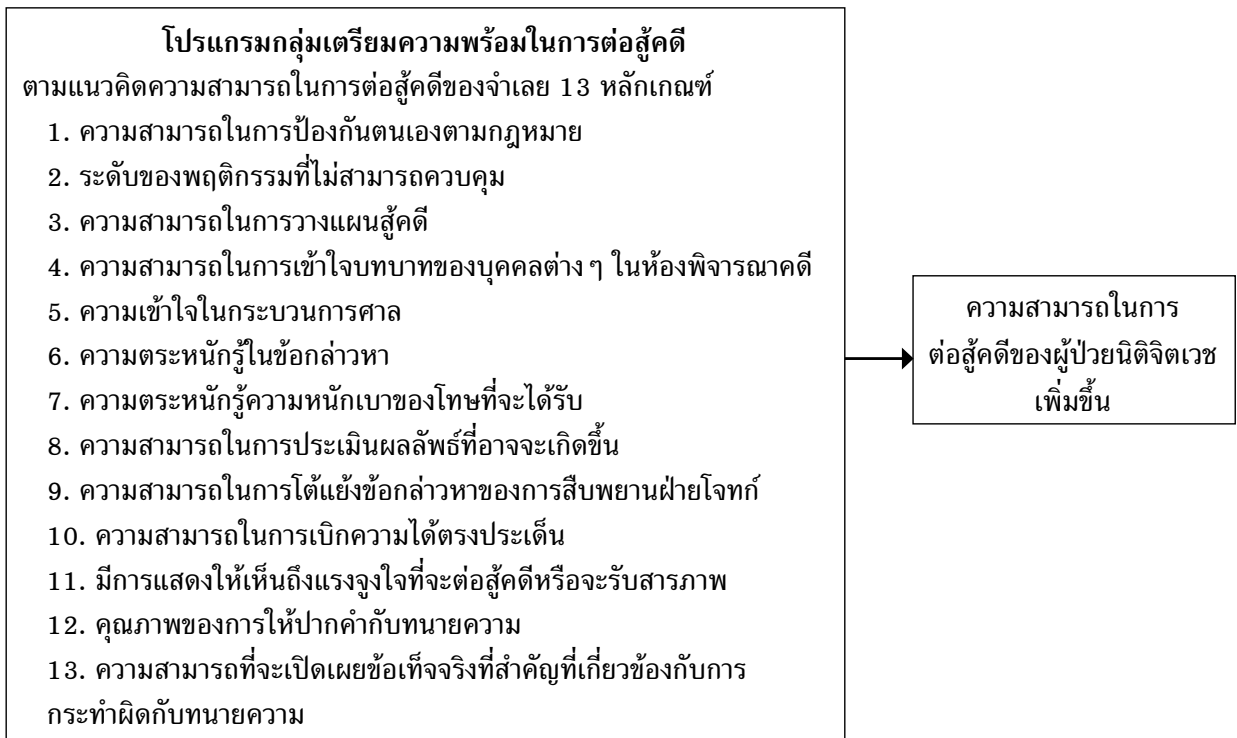 โปรแกรมกลุ่มเตรียมความพร้อมในการต่อสู้คดี
ตามแนวคิดความสามารถในการต่อสู้คดีของจำเลย 13 หลักเกณฑ์
1. ความสามารถในการป้องกันตนเองตามกฎหมาย
2. ระดับของพฤติกรรมที่ไม่สามารถควบคุม
3. ความสามารถในการวางแผนสู้คดี
4. ความสามารถในการเข้าใจบทบาทของบุคคลต่าง ๆ ในห้องพิจารณาคดี
5. ความเข้าใจในกระบวนการศาล
6. ความตระหนักรู้ในข้อกล่าวหา
7. ความตระหนักรู้ความหนักเบาของโทษที่จะได้รับ
8. ความสามารถในการประเมินผลลัพธ์ที่อาจจะเกิดขึ้น
9. ความสามารถในการโต้แย้งข้อกล่าวหาของการสืบพยานฝ่ายโจทก์
10. ความสามารถในการเบิกความได้ตรงประเด็น
11. มีการแสดงให้เห็นถึงแรงจูงใจที่จะต่อสู้คดีหรือจะรับสารภาพ
12. คุณภาพของการให้ปากคำกับทนายความ
13. ความสามารถที่จะเปิดเผยข้อเท็จจริงที่สำคัญที่เกี่ยวข้องกับการ
กระทำผิดกับทนายความ
ความสามารถในการ
ต่อสู้คดีของผู้ป่วยนิติจิตเวช
เพิ่มขึ้น